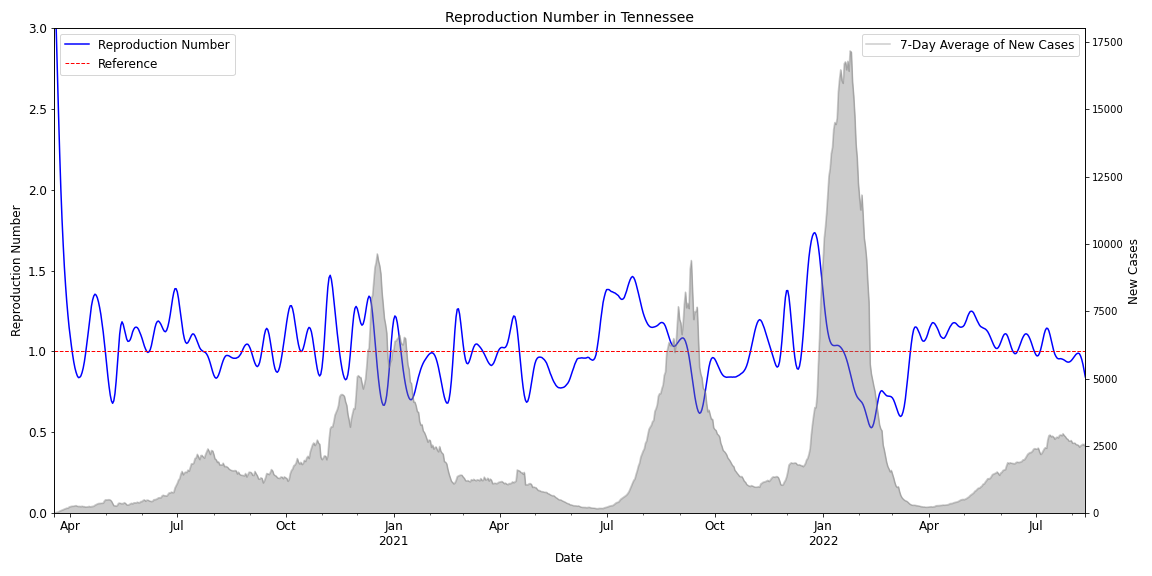 Reproduction Number in Tennessee
Reproduction Number
Reference
7-Day Average of New Cases
3.0
2.5
2.0
1.5
1.0
0.5
0.0
Reproduction Number
17500
15000
12500
10000
7500
5000
2500
0
New Cases
Apr Jul Oct Jan Apr Jul Oct Jan Apr Jul
2021 2022
Date